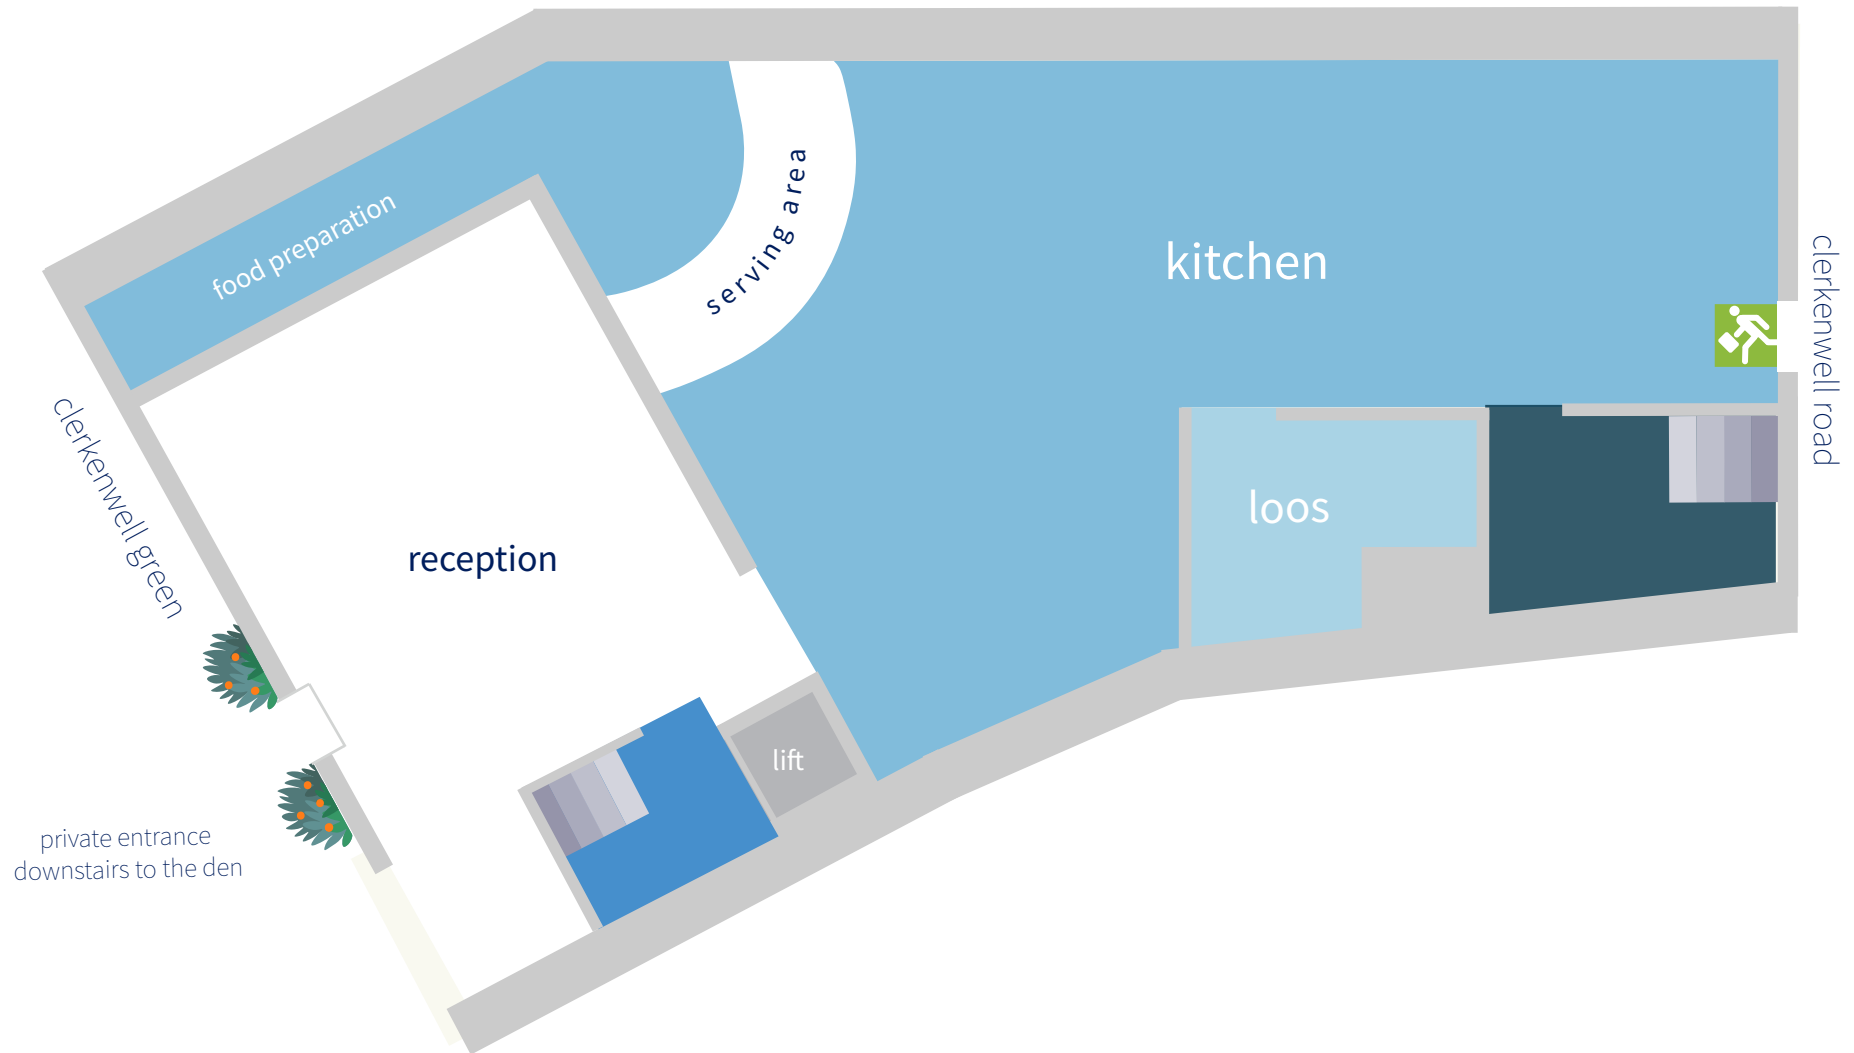 food preparation
serving area
kitchen
clerkenwell road
clerkenwell green
reception
loos
lift
private entrance
downstairs to the den